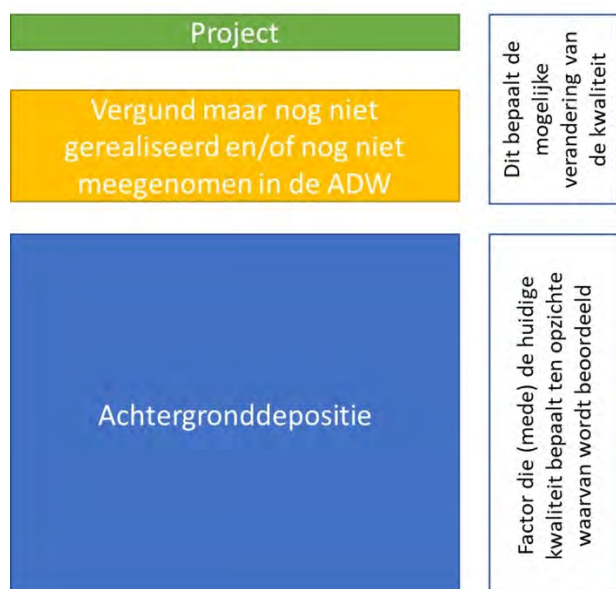 Project
Vergund maar nog niet
gerealiseerd en/of nog niet
meegenomen in de ADW
Dit bepaalt de
mogelijke
verandering van
de kwaliteit
Achtergronddepositie
Factor die (mede) de huidige
kwaliteit bepaalt ten opzichte
waarvan wordt beoordeeld